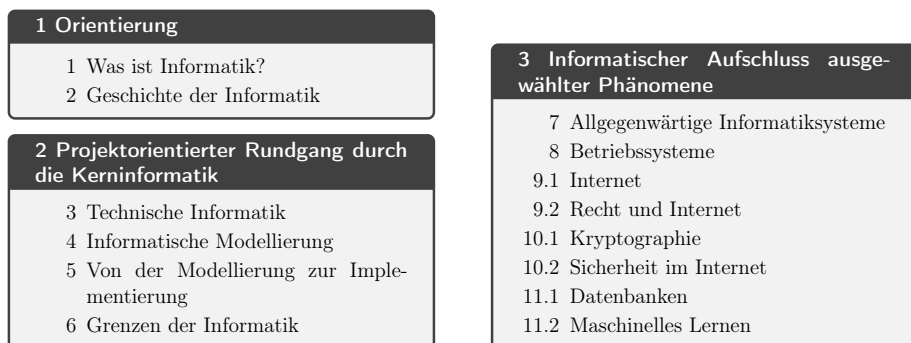 1 Orientierung
1 Was ist Informatik?
2 Geschichte der Informatik
2 Projektorientierter Rundgang durch
die Kerninformatik
3 Technische Informatik
4 Informatische Modellierung
5 Von der Modellierung zur Imple-
mentierung
6 Grenzen der Informatik
3 Informatischer Aufschluss ausge-
wählter Phänomene
7 Allgegenwärtige Informatiksysteme
8 Betriebssysteme
9.1 Internet
9.2 Recht und Internet
10.1 Kryptographie
10.2 Sicherheit im Internet
11.1 Datenbanken
11.2 Maschinelles Lernen